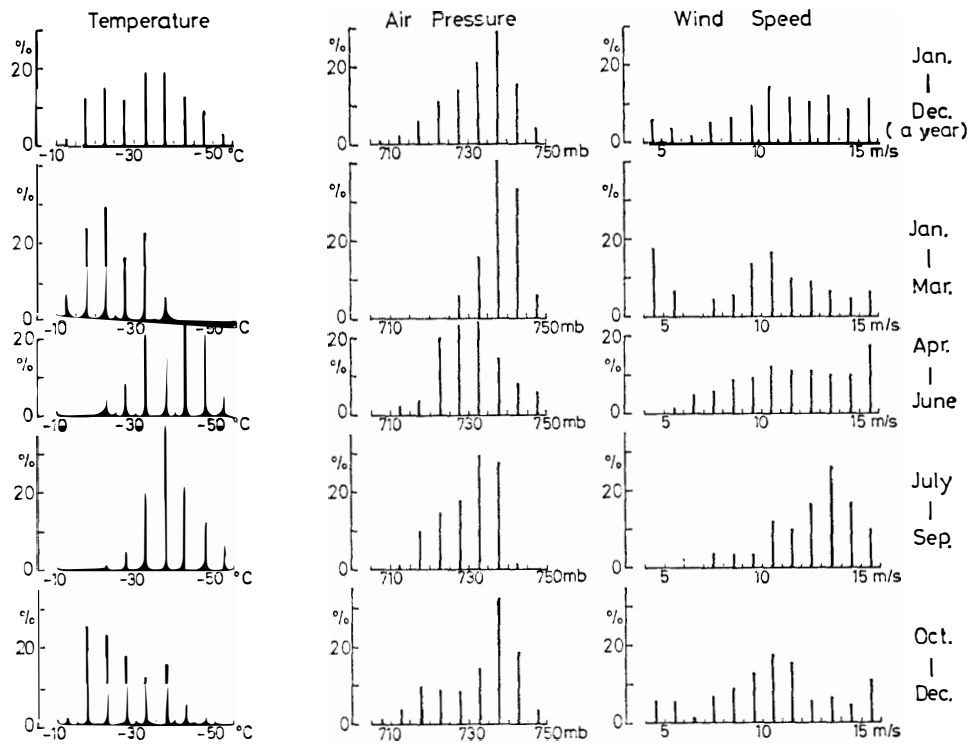 Temperature Air Pressure Wind Speed
% 20 0 -10 -30 -50 °C
% 20 0 710 730 750mb
% 20 0 5 10 15 m/s
Jan.
|
Dec.
( a year)
% 20 0 -10 -30 -50 °C
% 20 0 710 750mb
% 20 0 5 10 15 m/s
Jan.
|
Mar.
20 % 0 -10 -30 -50 °C
20 % 0 710 730 750mb
20 % 0 5 10 15 m/s
Apr.
|
June
% 20 0 -10 -30 -50 °C
% 20 0 710 730 750mb
% 20 0 5 10 15 m/s
July
|
Sep.
% 20 0 -10 -30 -50 °C
% 20 0 710 730 750mb
% 20 0 5 10 15 m/s
Oct.
|
Dec.